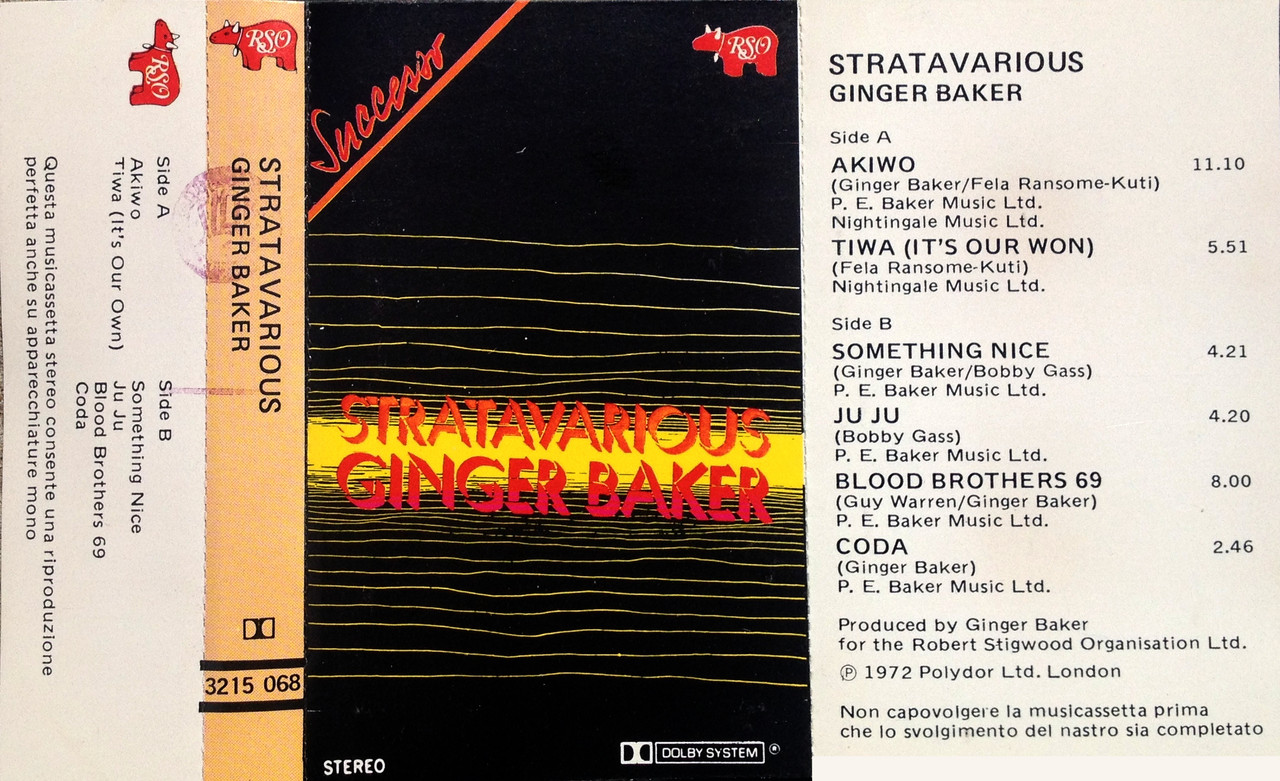 RSO
Side A
Akiwo
Tiwa (It's Our Own)
Side B
Something Nice
Ju Ju
Blood Brothers 69
Coda
Questa musicassetta stereo consente una riproduzione
perfetta anche su apparecchiature mono
RSO
STRATAVARIOUS
GINGER BAKER
3215 068
Successo
RSO
STRATAVARIOUS
GINGER BAKER
STEREO
DOLBY SYSTEM ®
STRATAVARIOUS
GINGER BAKER
Side A
AKIWO 11.10
(Ginger Baker/Fela Ransome-Kuti)
P. E. Baker Music Ltd.
Nightingale Music Ltd.
TIWA (IT'S OUR WON) 5.51
(Fela Ransome-Kuti)
Nightingale Music Ltd.
Side B
SOMETHING NICE 4.21
(Ginger Baker/Bobby Gass)
P. E. Baker Music Ltd.
JU JU 4.20
(Bobby Gass)
P. E. Baker Music Ltd.
BLOOD BROTHERS 69 8.00
(Guy Warren/Ginger Baker)
P. E. Baker Music Ltd.
CODA 2.46
(Ginger Baker)
P. E. Baker Music Ltd.
Produced by Ginger Baker
for the Robert Stigwood Organisation Ltd.
℗ 1972 Polydor Ltd. London
Non capovolgere la musicassetta prima
che lo svolgimento del nastro sia completato